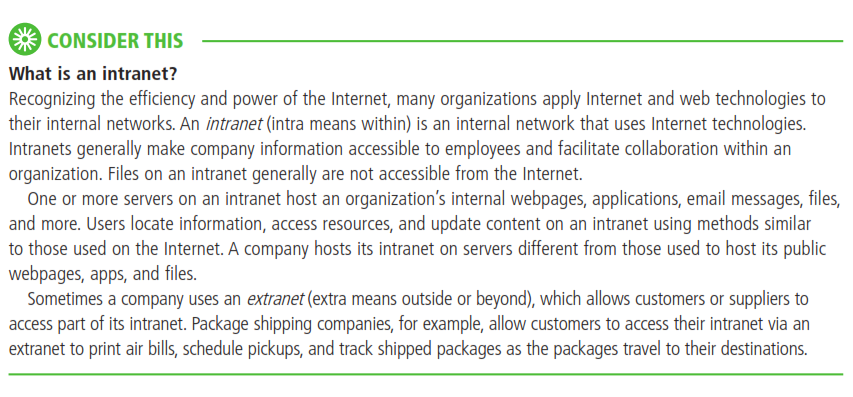 CONSIDER THIS
What is an intranet?
Recognizing the efficiency and power of the Internet, many organizations apply Internet and web technologies to
their internal networks. An intranet (intra means within) is an internal network that uses Internet technologies.
Intranets generally make company information accessible to employees and facilitate collaboration within an
organization. Files on an intranet generally are not accessible from the Internet.
One or more servers on an intranet host an organization's internal webpages, applications, email messages, files,
and more. Users locate information, access resources, and update content on an intranet using methods similar
to those used on the Internet. A company hosts its intranet on servers different from those used to host its public
webpages, apps, and files.
Sometimes a company uses an extranet (extra means outside or beyond), which allows customers or suppliers to
access part of its intranet. Package shipping companies, for example, allow customers to access their intranet via an
extranet to print air bills, schedule pickups, and track shipped packages as the packages travel to their destinations.